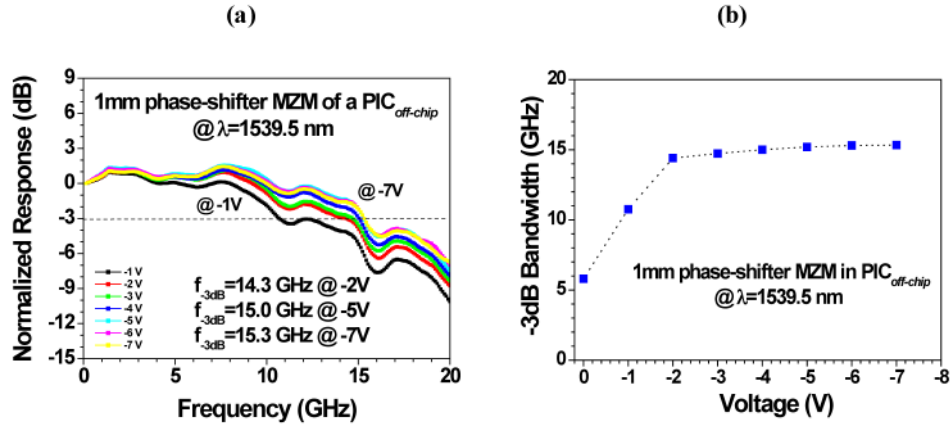 (a)
(b)
1mm phase-shifter MZM of a PIC off-chip
@ λ=1539.5 nm
@ -7V
@ -1V
-1 V
-2 V
-3 V
-4 V
-5 V
-6 V
-7 V
f-3dB=14.3 GHz @ -2V
f-3dB=15.0 GHz @ -5V
f-3dB=15.3 GHz @ -7V
Normalized Response (dB)
9
6
3
0
-3
-6
-9
-12
-15
0 5 10 15 20
Frequency (GHz)
-3dB Bandwidth (GHz)
20
15
10
5
0
1mm phase-shifter MZM in PIC off-chip
@ λ=1539.5 nm
0 -1 -2 -3 -4 -5 -6 -7 -8
Voltage (V)